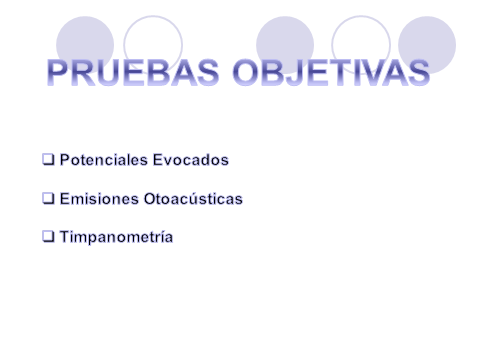 PRUEBAS OBJETIVAS
❑ Potenciales Evocados
❑ Emisiones Otoacústicas
❑ Timpanometría